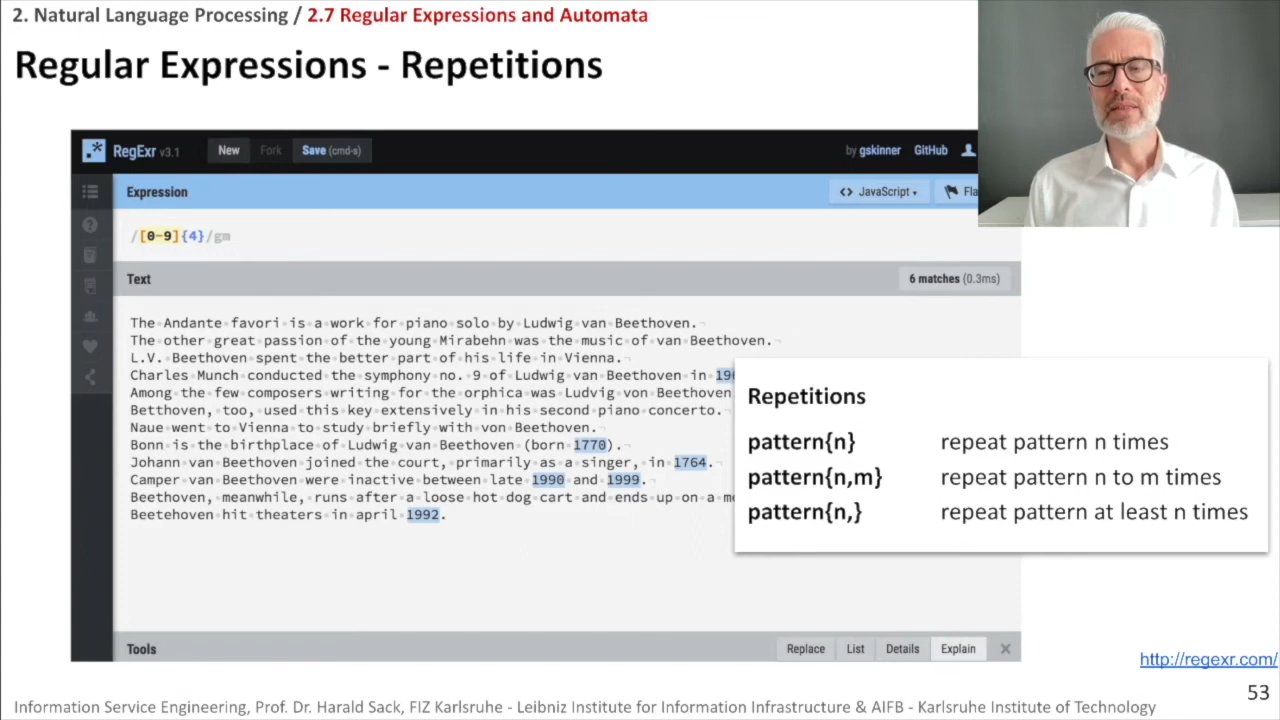 2. Natural Language Processing / 2.7 Regular Expressions and Automata
Regular Expressions - Repetitions
RegExr v3.1 New Fork Save (cmd-s) by gskinner GitHub
Expression <> JavaScript
/[0-9]{4}/gm
Text 6 matches (0.3ms)
The Andante favori is a work for piano solo by Ludwig van Beethoven.
The other great passion of the young Mirabehn was the music of van Beethoven.
L.V. Beethoven spent the better part of his life in Vienna.
Charles Munch conducted the symphony no. 9 of Ludwig van Beethoven in
Among the few composers writing for the orphica was Ludvig von Beethoven
Betthoven, too, used this key extensively in his second piano concerto.
Naue went to Vienna to study briefly with von Beethoven.
Bonn is the birthplace of Ludwig van Beethoven (born 1770).
Johann van Beethoven joined the court, primarily as a singer, in 1764.
Camper van Beethoven were inactive between late 1990 and 1999.
Beethoven, meanwhile, runs after a loose hot dog cart and ends up on a
Beetehoven hit theaters in april 1992.
Repetitions
pattern{n} repeat pattern n times
pattern{n,m} repeat pattern n to m times
pattern{n,} repeat pattern at least n times
Tools Replace List Details Explain
http://regexr.com/
53
Information Service Engineering, Prof. Dr. Harald Sack, FIZ Karlsruhe - Leibniz Institute for Information Infrastructure & AIFB - Karlsruhe Institute of Technology